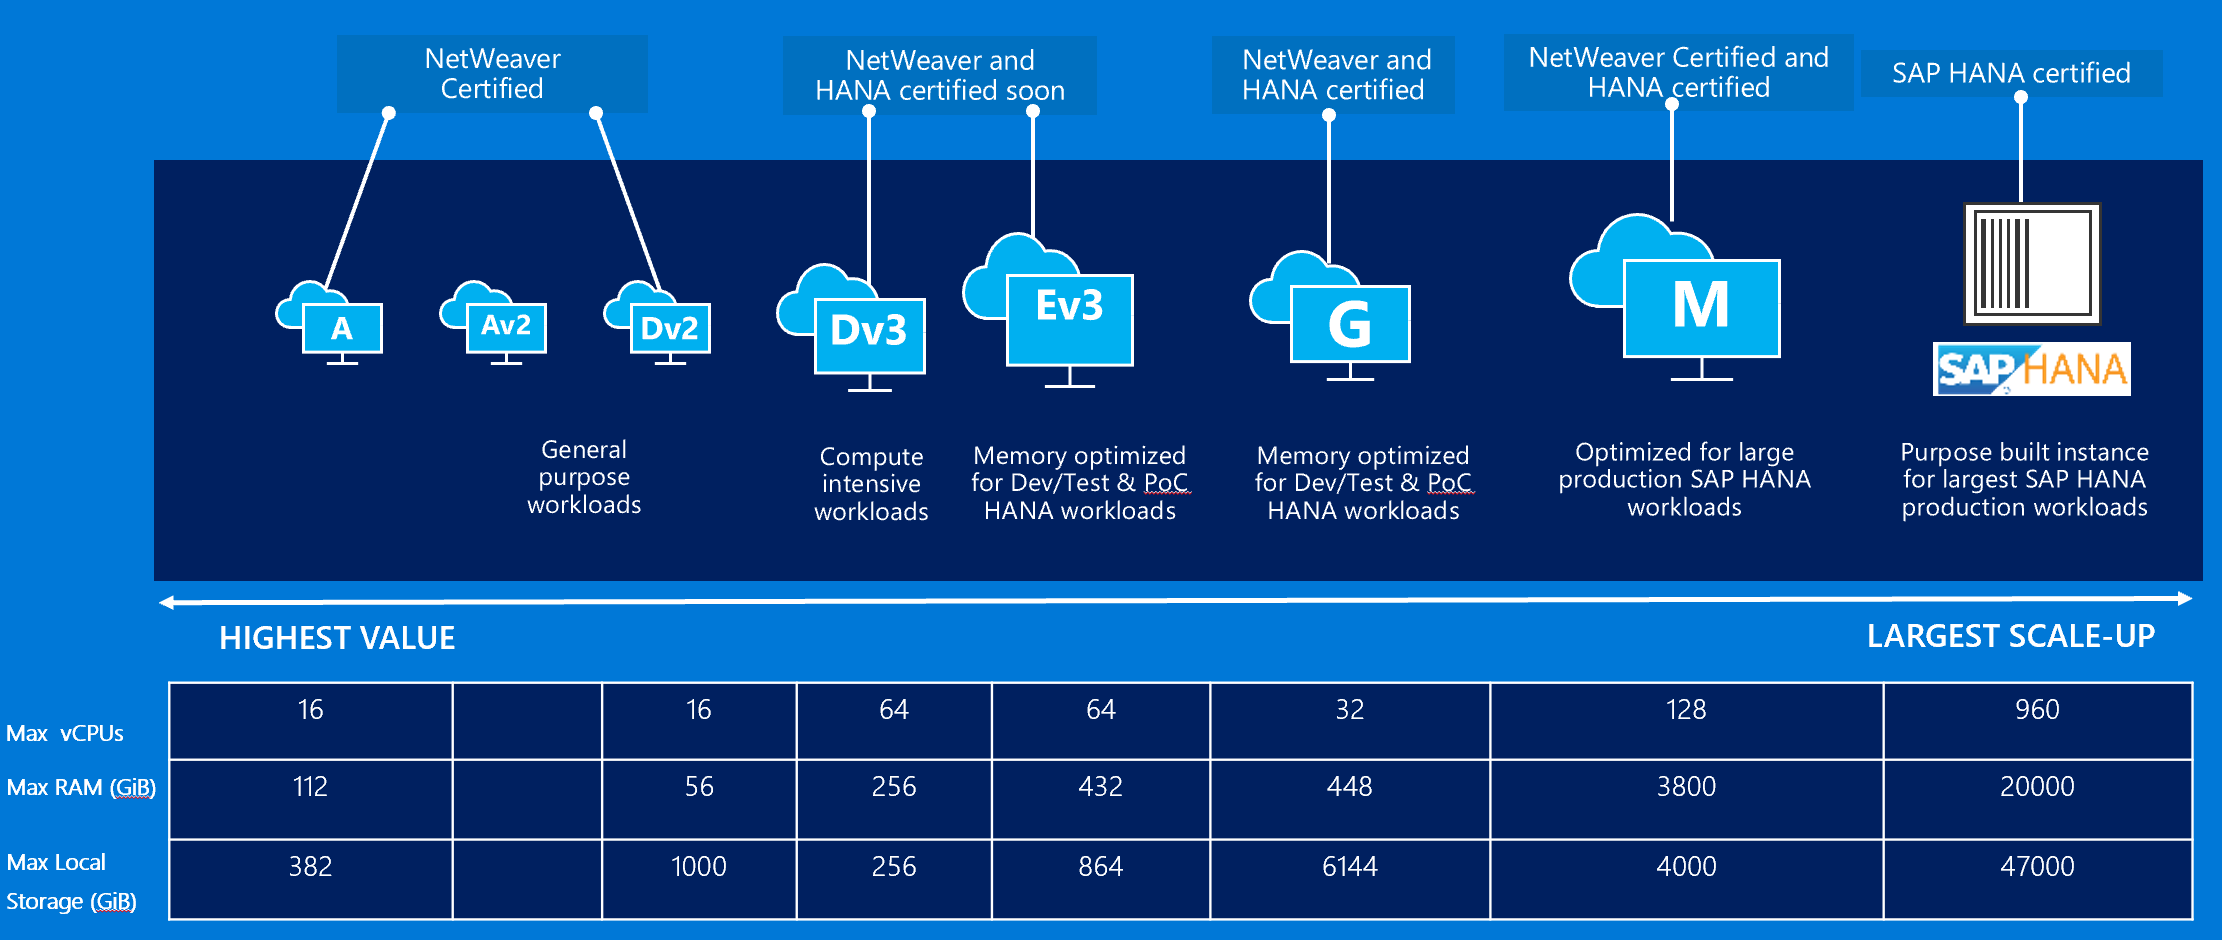 NetWeaver
Certified
NetWeaver and
HANA certified soon
NetWeaver and
HANA certified
NetWeaver Certified and
HANA certified
SAP HANA certified
A
Av2
Dv2
Dv3
Ev3
G
M
SAP HANA
General
purpose
workloads
Compute
intensive
workloads
Memory optimized
for Dev/Test & PoC
HANA workloads
Memory optimized
for Dev/Test & PoC
HANA workloads
Optimized for large
production SAP HANA
workloads
Purpose built instance
for largest SAP HANA
production workloads
HIGHEST VALUE
LARGEST SCALE-UP
Max vCPUs
16
16
64
64
32
128
960
Max RAM (GiB)
112
56
256
432
448
3800
20000
Max Local
Storage (GiB)
382
1000
256
864
6144
4000
47000